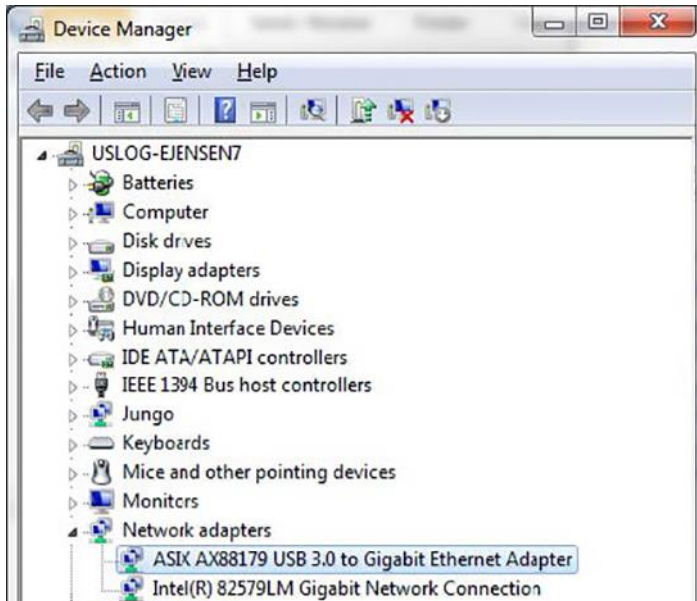 Device Manager
File Action View Help
USLOG-EJENSEN7
Batteries
Computer
Disk drives
Display adapters
DVD/CD-ROM drives
Human Interface Devices
IDE ATA/ATAPI controllers
IEEE 1394 Bus host controllers
Jungo
Keyboards
Mice and other pointing devices
Monitors
Network adapters
ASIX AX88179 USB 3.0 to Gigabit Ethernet Adapter
Intel(R) 82579LM Gigabit Network Connection